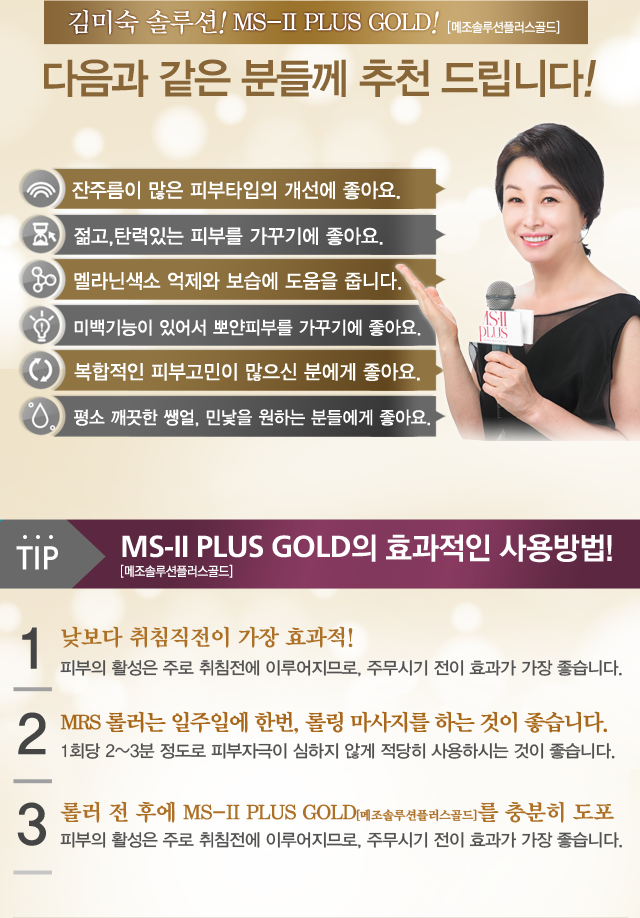 김미숙 솔루션! MS-II PLUS GOLD! [메조솔루션플러스골드]
다음과 같은 분들께 추천 드립니다!
잔주름이 많은 피부타입의 개선에 좋아요.
젊고,탄력있는 피부를 가꾸기에 좋아요.
멜라닌색소 억제와 보습에 도움을 줍니다.
미백기능이 있어서 뽀얀피부를 가꾸기에 좋아요.
복합적인 피부고민이 많으신 분에게 좋아요.
평소 깨끗한 쌩얼, 민낯을 원하는 분들에게 좋아요.
MS-II
PLUS
TIP
MS-II PLUS GOLD의 효과적인 사용방법!
[메조솔루션플러스골드]
1
낮보다 취침직전이 가장 효과적!
피부의 활성은 주로 취침전에 이루어지므로, 주무시기 전이 효과가 가장 좋습니다.
2
MRS 롤러는 일주일에 한번, 롤링 마사지를 하는 것이 좋습니다.
1회당 2~3분 정도로 피부자극이 심하지 않게 적당히 사용하시는 것이 좋습니다.
3
롤러 전 후에 MS-II PLUS GOLD[메조솔루션플러스골드]를 충분히 도포
피부의 활성은 주로 취침전에 이루어지므로, 주무시기 전이 효과가 가장 좋습니다.